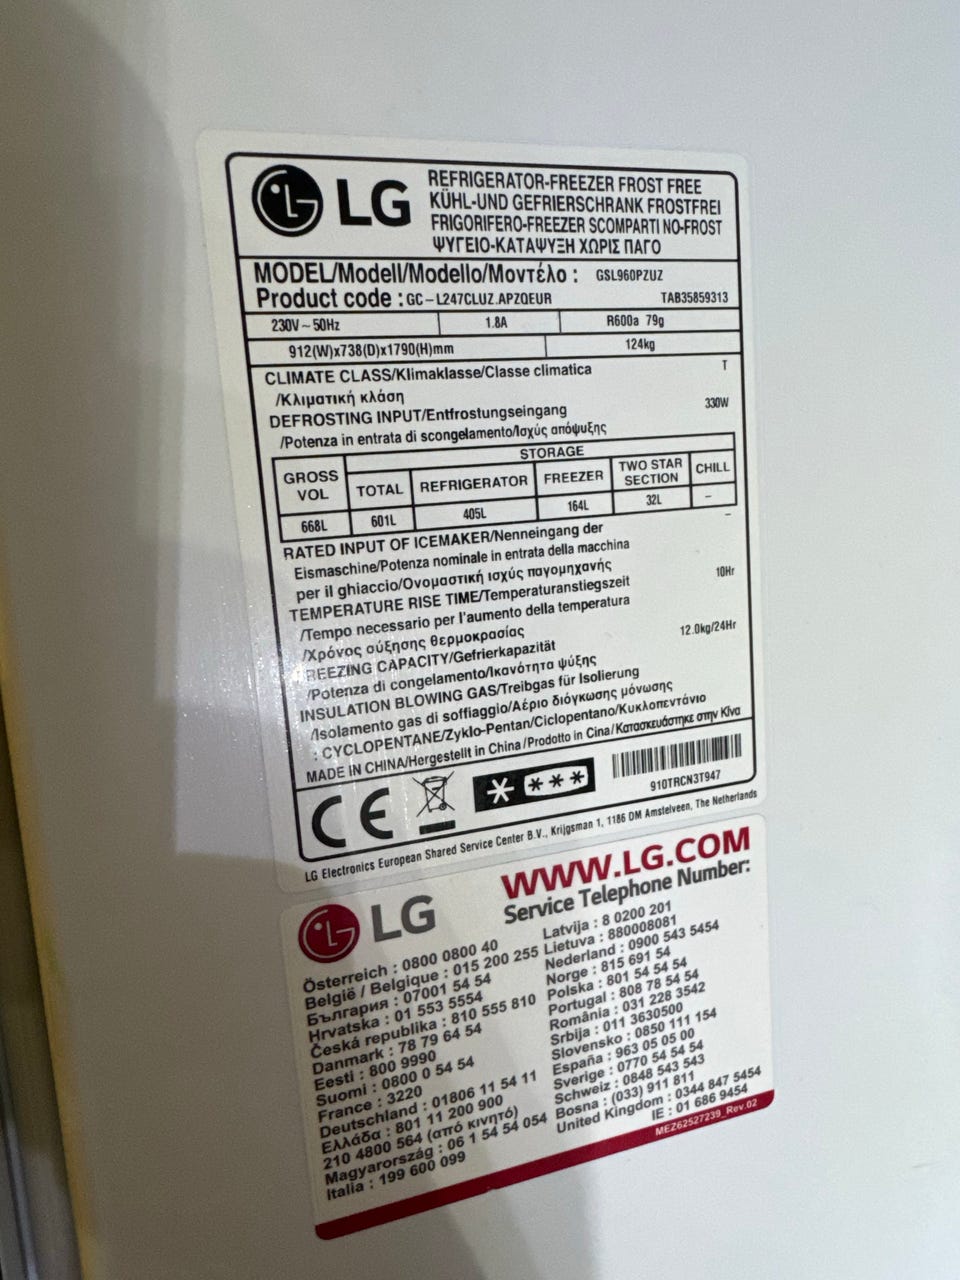 LG
REFRIGERATOR-FREEZER FROST FREE
KÜHL-UND GEFRIERSCHRANK FROSTFREI
FRIGORIFERO-FREEZER SCOMPARTI NO-FROST
ΨΥΓΕΙΟ-ΚΑΤΑΨΥΞΗ ΧΩΡΙΣ ΠΑΓΟ
MODEL/Modell/Modello/Μοντέλο : GSL960PZUZ
Product code : GC-L247CLUZ.APZQEUR TAB35859313
230V~50Hz 1.8A R600a 79g
912(W)x738(D)x1790(H)mm 124kg
CLIMATE CLASS/Klimaklasse/Classe climatica T
/Κλιματική κλάση
DEFROSTING INPUT/Entfrostungseingang 330W
/Potenza in entrata di scongelamento/Ισχύς απόψυξης
GROSS VOL STORAGE
TOTAL REFRIGERATOR FREEZER TWO STAR SECTION CHILL
668L 601L 405L 164L 32L –
RATED INPUT OF ICEMAKER/Nenneingang der –
Eismaschine/Potenza nominale in entrata della macchina
per il ghiaccio/Ονομαστική ισχύς παγομηχανής
TEMPERATURE RISE TIME/Temperaturanstiegszeit 10Hr
/Tempo necessario per l'aumento della temperatura
/Χρόνος αύξησης θερμοκρασίας
FREEZING CAPACITY/Gefrierkapazität 12.0kg/24Hr
/Potenza di congelamento/Ικανότητα ψύξης
INSULATION BLOWING GAS/Treibgas für Isolierung
/Isolamento gas di soffiaggio/Αέριο διόγκωσης μόνωσης
: CYCLOPENTANE/Zyklo-Pentan/Ciclopentano/Κυκλοπεντάνιο
MADE IN CHINA/Hergestellt in China/Prodotto in Cina/Κατασκευάστηκε στην Κίνα
CE
910TRCN3T947
LG Electronics European Shared Service Center B.V., Krijgsman 1, 1186 DM Amstelveen, The Netherlands
LG
WWW.LG.COM
Service Telephone Number:
Österreich : 0800 0800 40
België / Belgique : 015 200 255
България : 07001 54 54
Hrvatska : 01 553 5554
Česká republika : 810 555 810
Danmark : 78 79 64 54
Eesti : 800 9990
Suomi : 0800 0 54 54
France : 3220
Deutschland : 01806 11 54 11
Ελλάδα : 801 11 200 900
210 4800 564 (από κινητό)
Magyarország : 06 1 54 54 054
Italia : 199 600 099
Latvija : 8 0200 201
Lietuva : 880008081
Nederland : 0900 543 5454
Norge : 815 691 54
Polska : 801 54 54 54
Portugal : 808 78 54 54
România : 031 228 3542
Srbija : 011 3630500
Slovensko : 0850 111 154
España : 963 05 05 00
Sverige : 0770 54 54 54
Schweiz : 0848 543 543
Bosna : (033) 911 811
United Kingdom : 0344 847 5454
IE : 01 686 9454
MEZ62527239_Rev.02